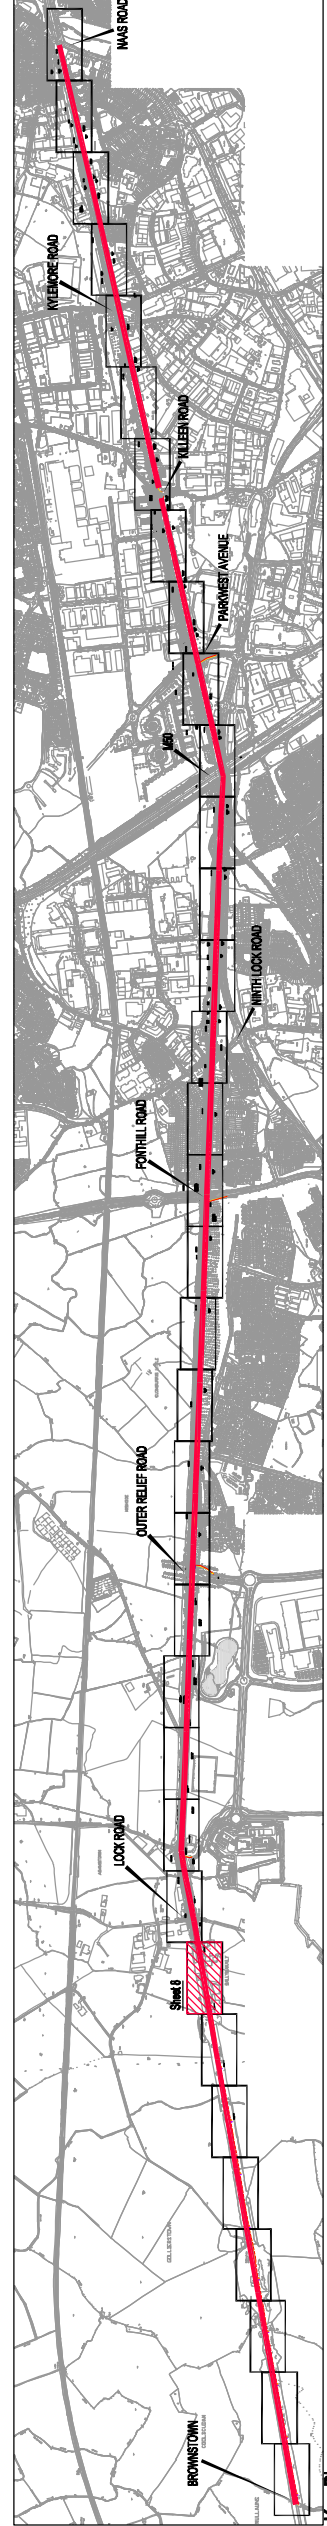 NAAS ROAD
KYLEMORE ROAD
KILLEEN ROAD
PARKWEST AVENUE
M50
NINTH LOCK ROAD
FONTHILL ROAD
OUTER RELIEF ROAD
LOCK ROAD
Sheet 8
BROWNSTOWN